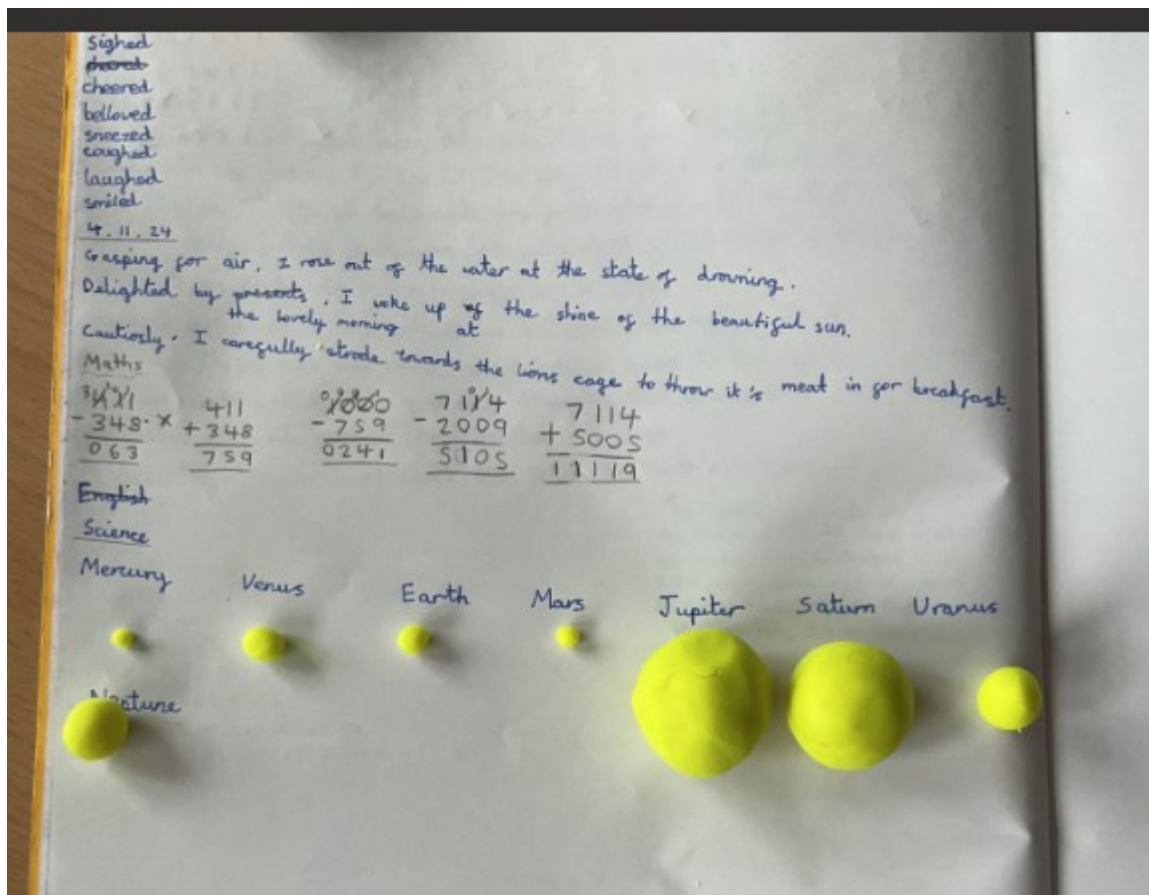 Sighed
cheered
bellowed
sneezed
coughed
laughed
smiled
4.11.24
Gasping for air, I rose out of the water at the state of drowning.
Delighted by presents, I woke up of the shine of the beautiful sun.
the lovely morning at
Cautiosly, I carefully strode towards the lions cage to throw it's meat in for breakfast.
Maths
411 7114 7114
- 348 × + 348 - 759 - 2009 + 5005
063 759 0241 5105 11119
English
Science
Mercury Venus Earth Mars Jupiter Saturn Uranus
Neptune